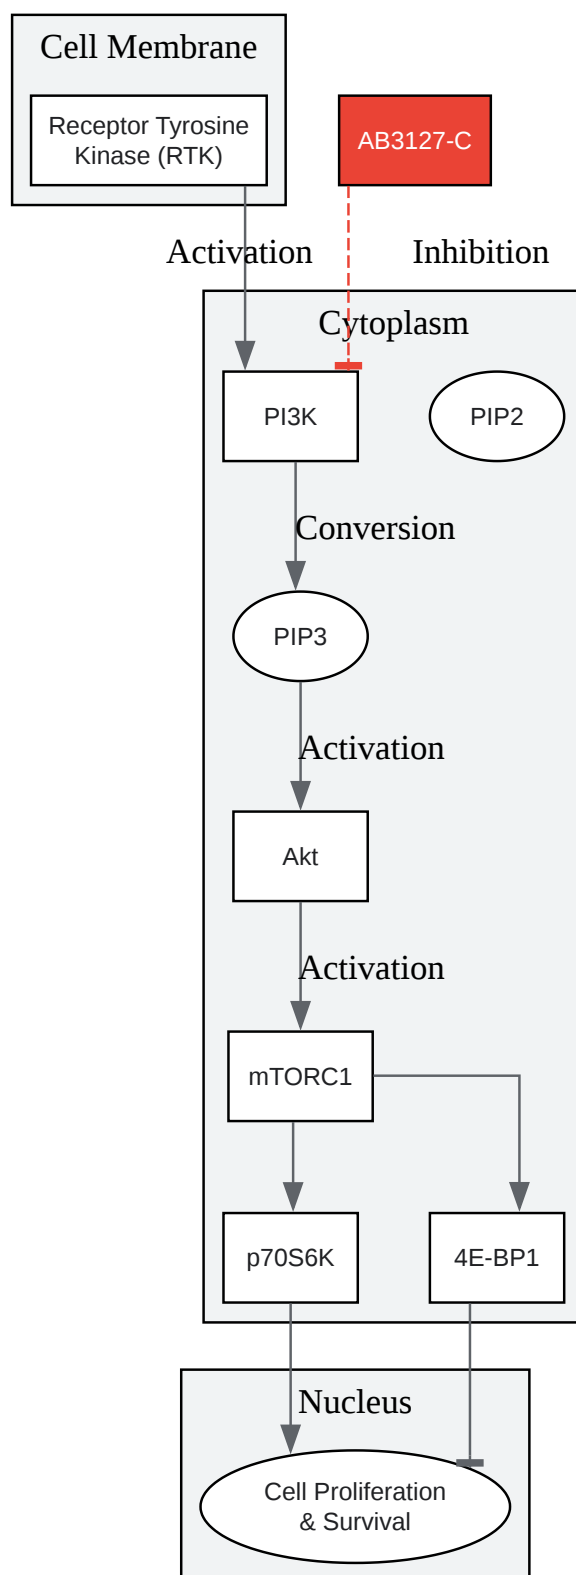 Cell Membrane
Receptor Tyrosine
Kinase (RTK)
AB3127-C
Activation
Inhibition
Cytoplasm
PI3K
PIP2
Conversion
PIP3
Activation
Akt
Activation
mTORC1
p70S6K
4E-BP1
Nucleus
Cell Proliferation
& Survival